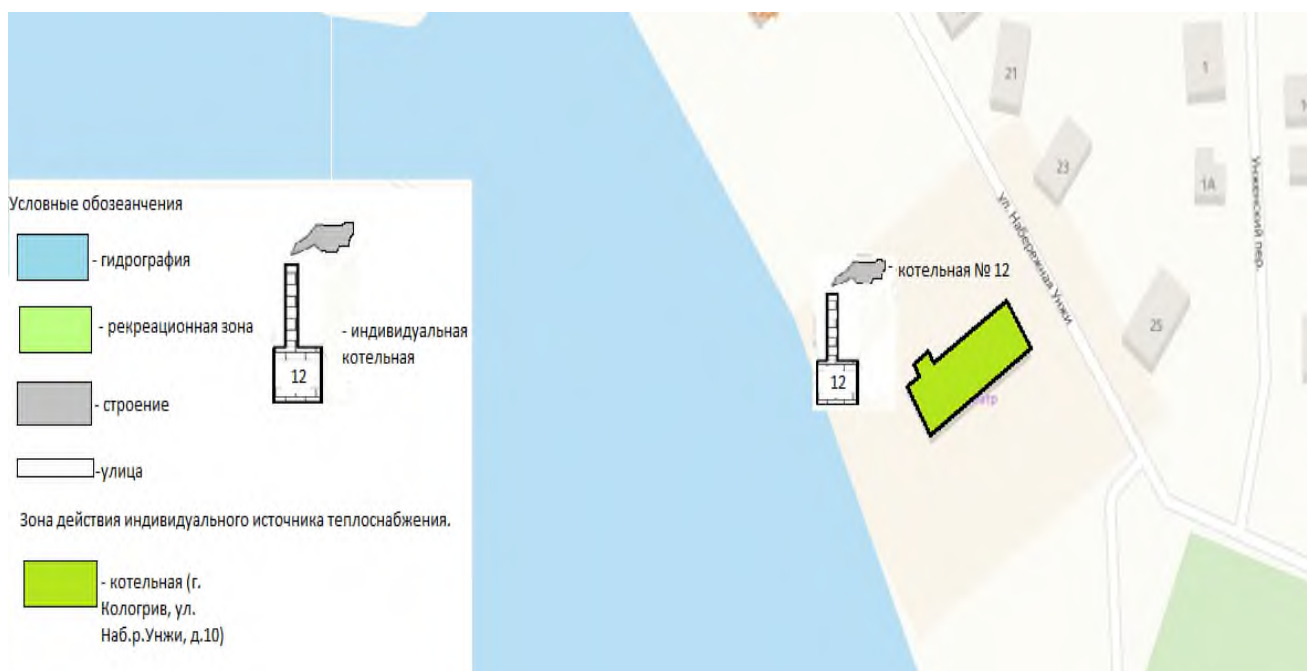 Условные обозеанчения
- гидрография
- рекреационная зона
- строение
-улица
12
- индивидуальная
котельная
Зона действия индивидуального источника теплоснабжения.
- котельная (г.
Кологрив, ул.
Наб.р.Унжи, д.10)
- котельная № 12
12
21
1
23
1А
25
ул. Набережная Унжи
Унженский пер.